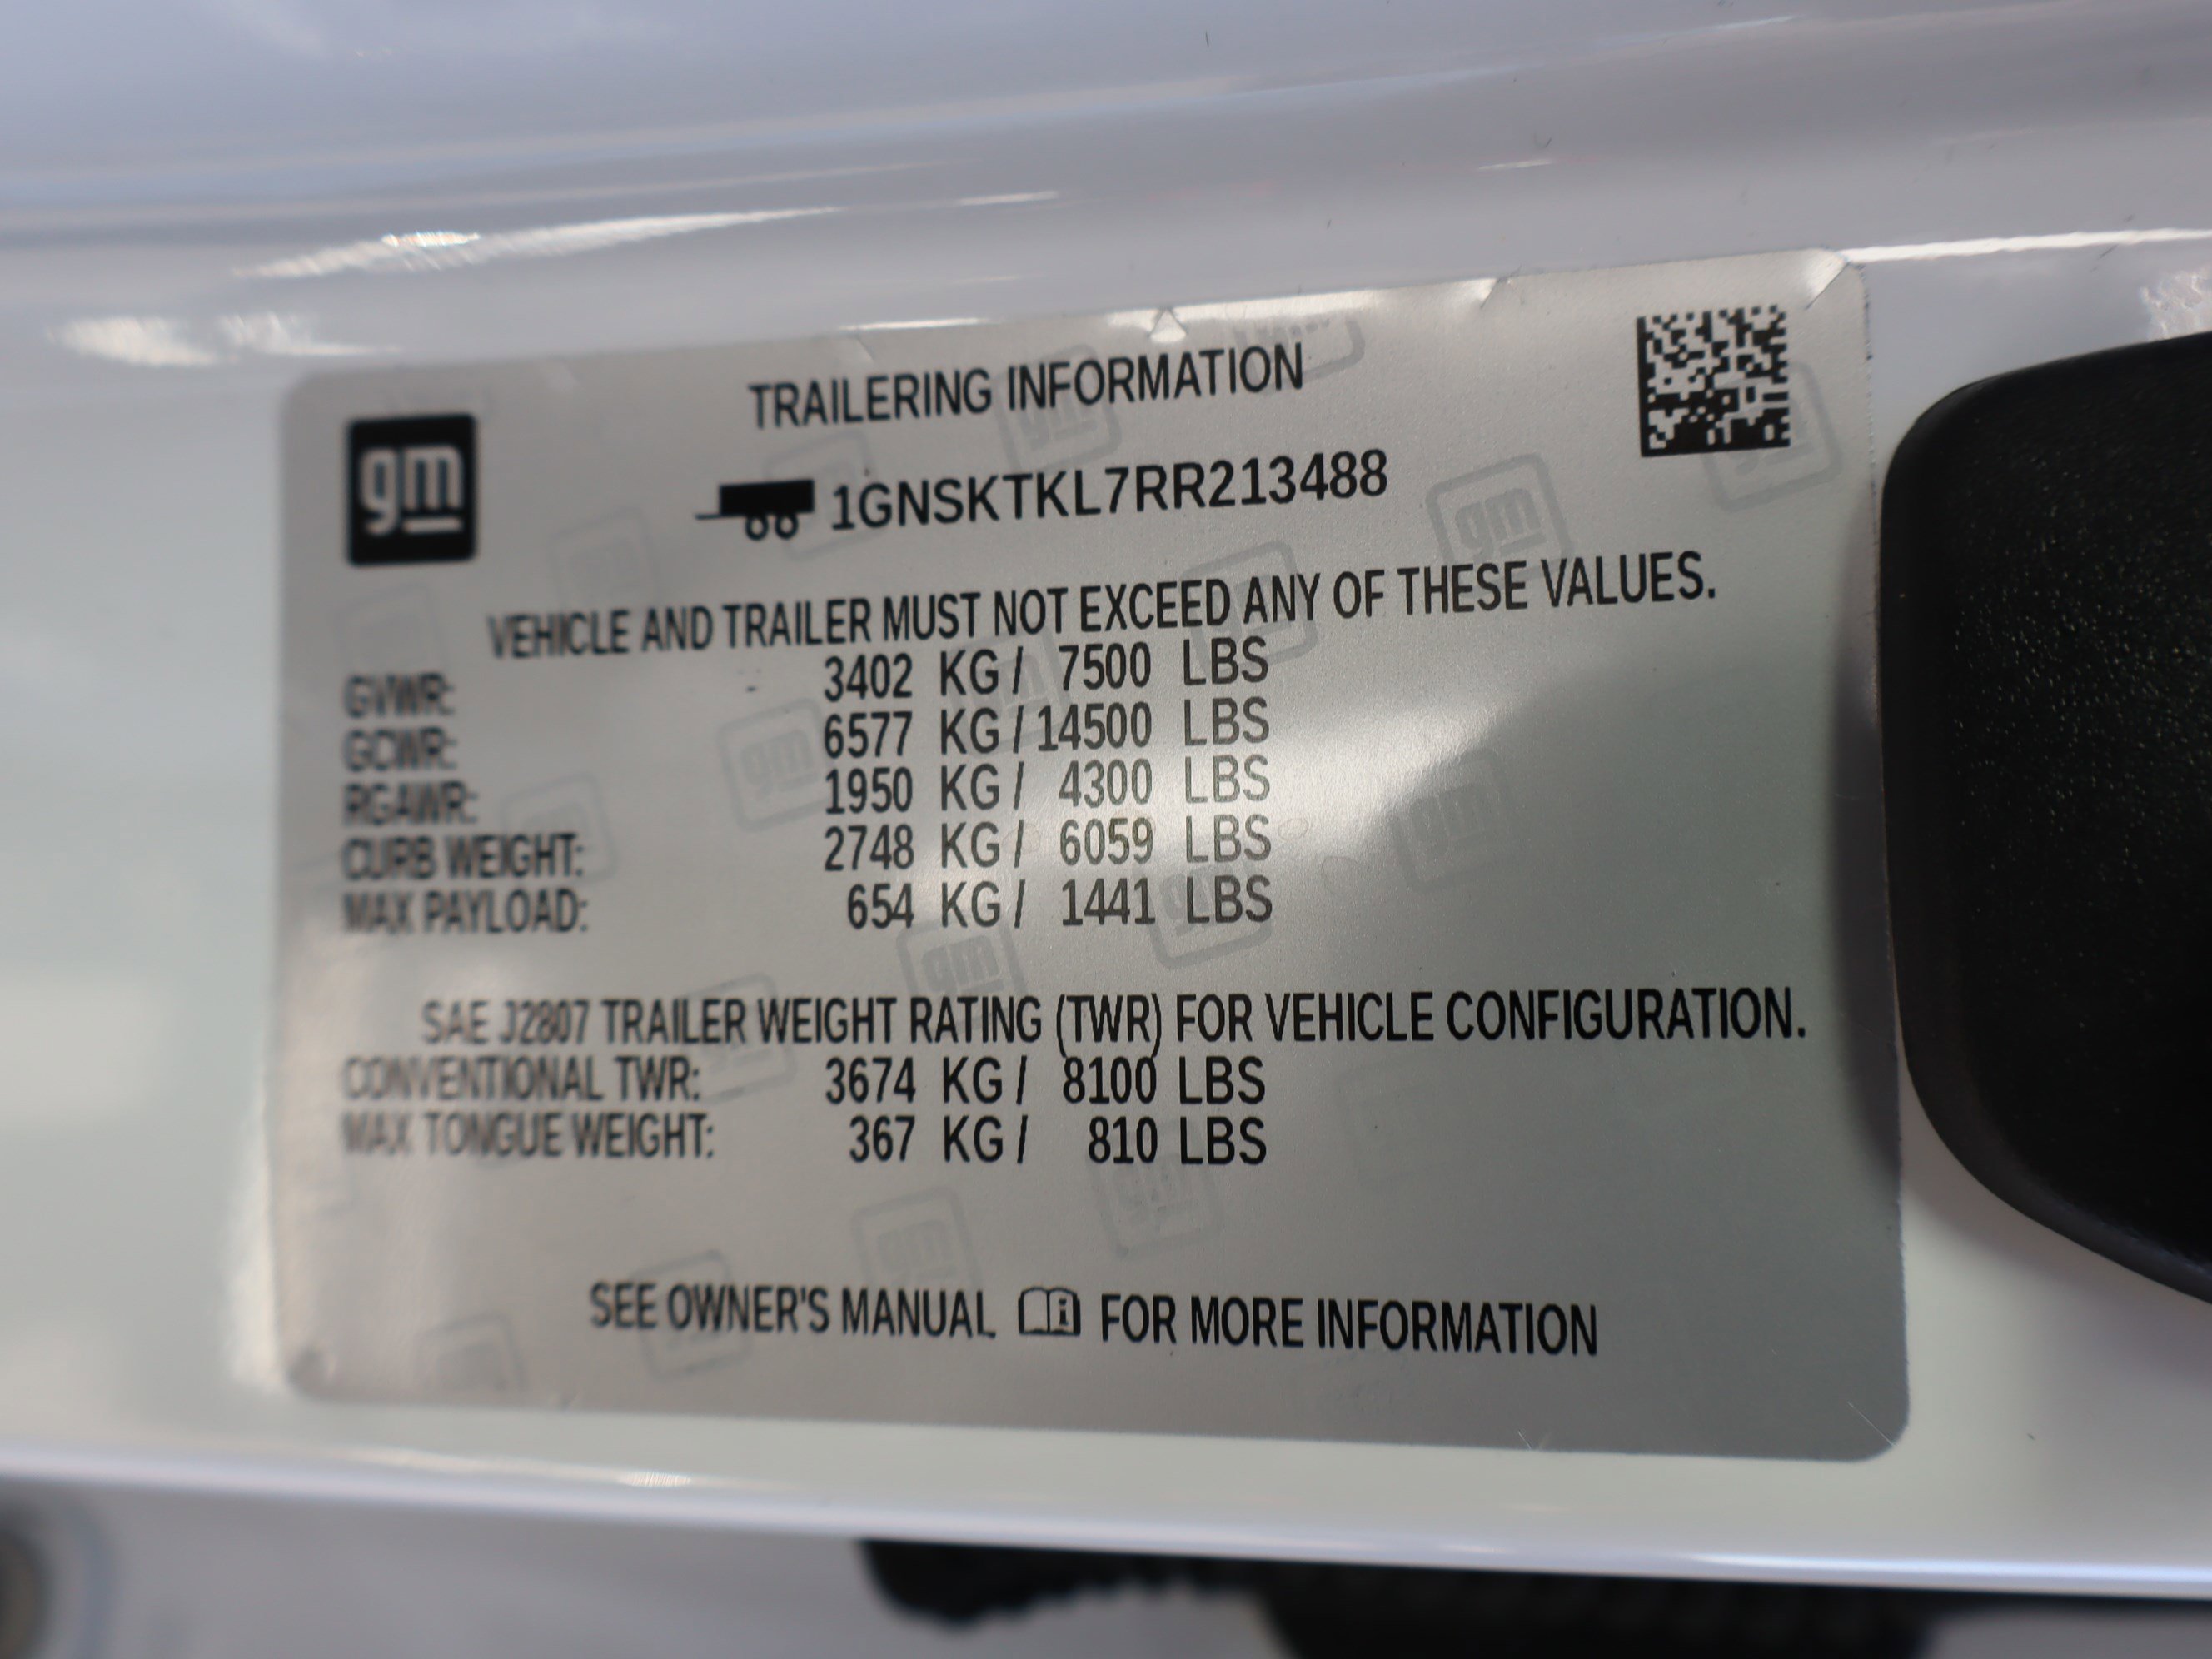 gm
TRAILERING INFORMATION
1GNSKTKL7RR213488
VEHICLE AND TRAILER MUST NOT EXCEED ANY OF THESE VALUES.
GVWR: 3402 KG / 7500 LBS
GCWR: 6577 KG / 14500 LBS
RGAWR: 1950 KG / 4300 LBS
CURB WEIGHT: 2748 KG / 6059 LBS
MAX PAYLOAD: 654 KG / 1441 LBS
SAE J2807 TRAILER WEIGHT RATING (TWR) FOR VEHICLE CONFIGURATION.
CONVENTIONAL TWR: 3674 KG / 8100 LBS
MAX TONGUE WEIGHT: 367 KG / 810 LBS
SEE OWNER'S MANUAL i FOR MORE INFORMATION